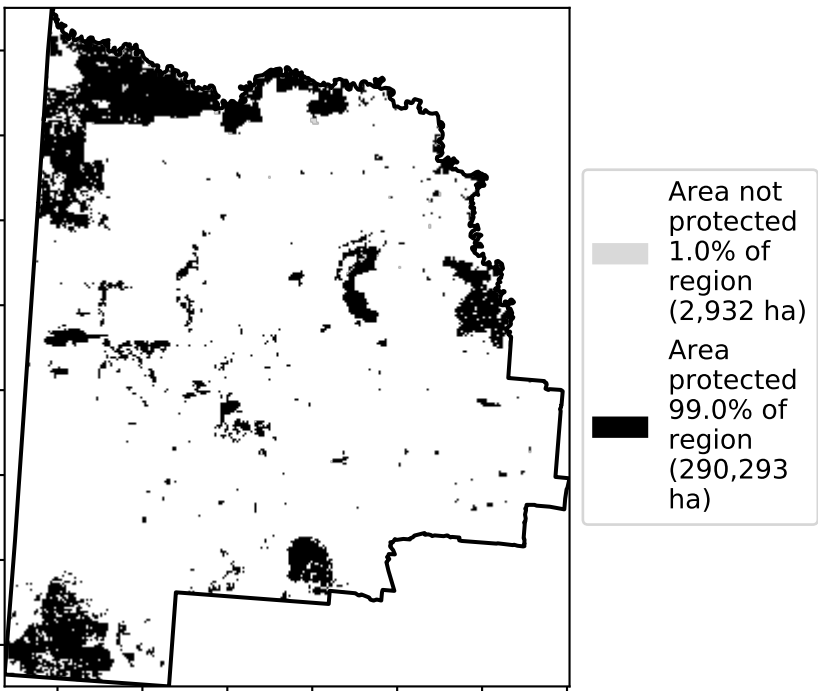 Area not
protected
1.0% of
region
(2,932 ha)
Area
protected
99.0% of
region
(290,293
ha)